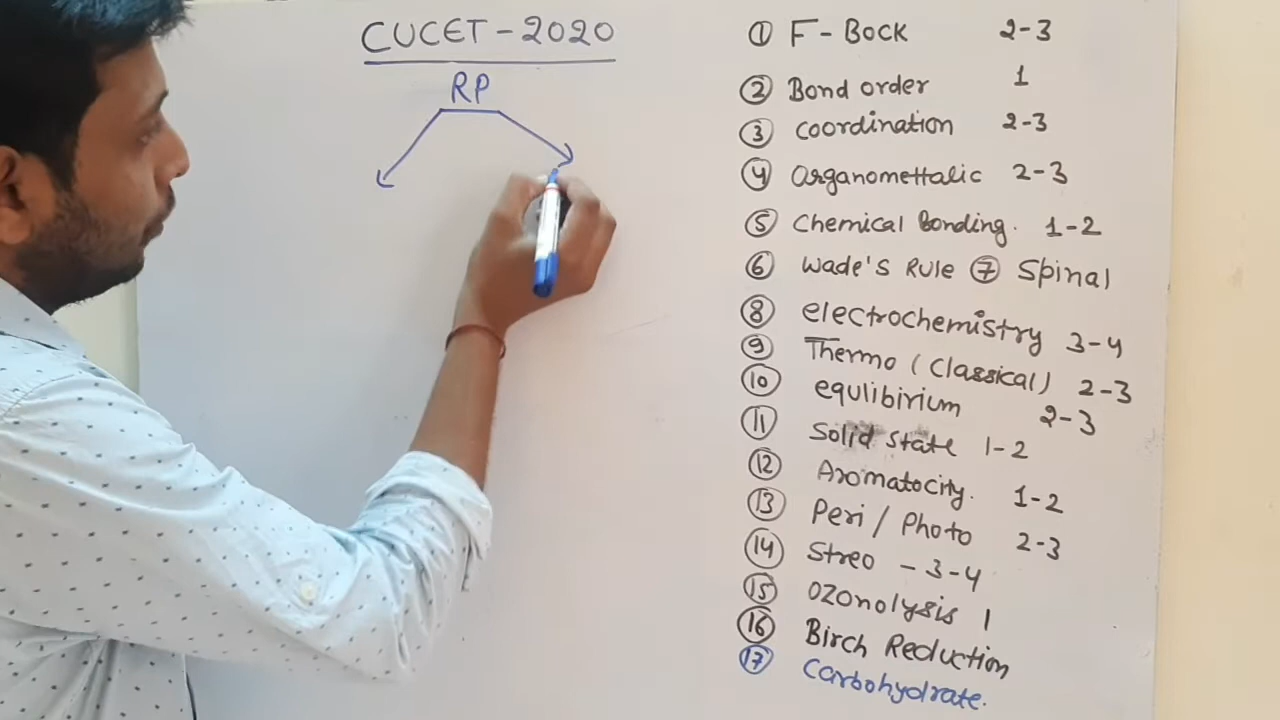 CUCET-2020
RP
① F-Bock 2-3
② Bond order 1
③ coordination 2-3
④ Organomettalic 2-3
⑤ Chemical Bonding. 1-2
⑥ Wade's Rule ⑦ Spinal
⑧ electrochemistry 3-4
⑨ Thermo (Classical) 2-3
⑩ equlibirium 2-3
⑪ Solid State 1-2
⑫ Aromatocity. 1-2
⑬ Peri/Photo 2-3
⑭ Streo - 3-4
⑮ Ozonolysis 1
⑯ Birch Reduction
⑰ Carbohydrate.